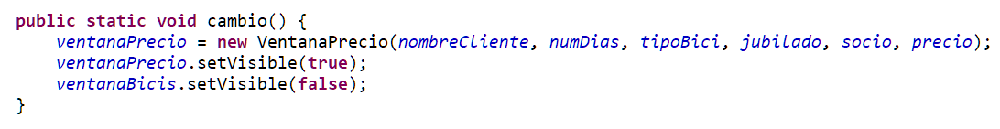 public static void cambio() {
ventanaPrecio = new VentanaPrecio(nombreCliente, numDias, tipoBici, jubilado, socio, precio);
ventanaPrecio.setVisible(true);
ventanaBicis.setVisible(false);
}